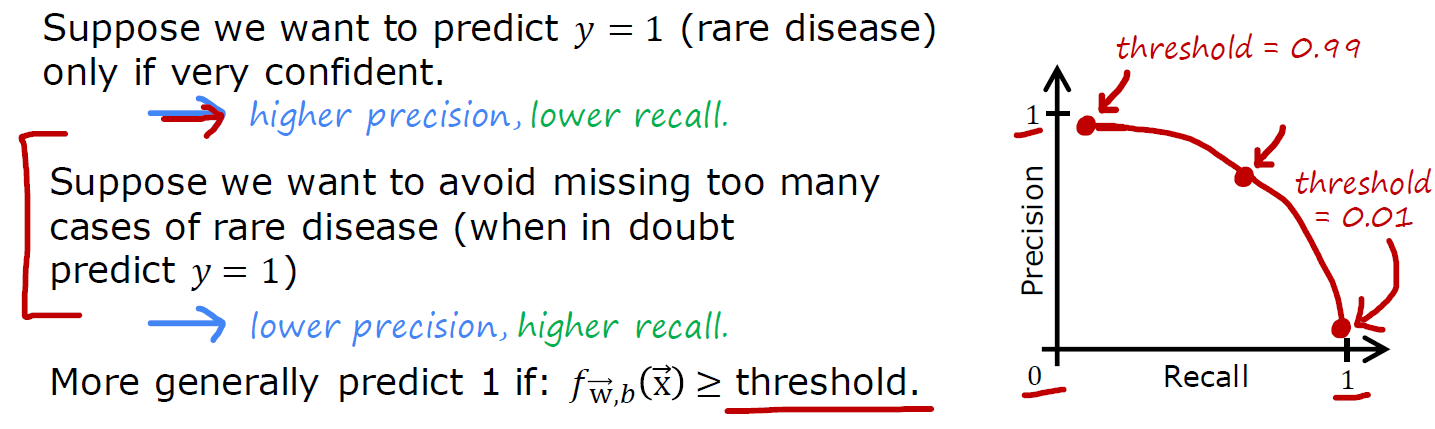 Suppose we want to predict y = 1 (rare disease)
only if very confident.
higher precision, lower recall.
Suppose we want to avoid missing too many
cases of rare disease (when in doubt
predict y = 1)
lower precision, higher recall.
More generally predict 1 if: f_{\vec{w},b}(\vec{x}) ≥ threshold.
threshold = 0.99
1
Precision
threshold
= 0.01
0
Recall
1